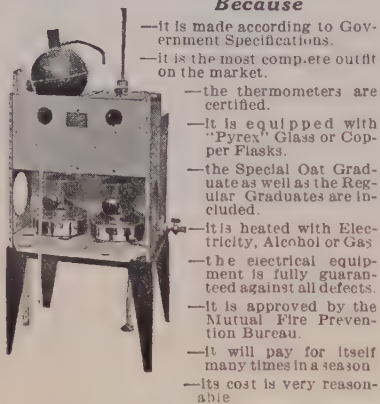 Because
—it is made according to Gov-
ernment Specifications.
—it is the most complete outfit
on the market.
—the thermometers are
certified.
—it is equipped with
"Pyrex" Glass or Cop-
per Flasks.
—the Special Oat Grad-
uate as well as the Reg-
ular Graduates are in-
cluded.
—it is heated with Elec-
tricity, Alcohol or Gas
—the electrical equip-
ment is fully guaran-
teed against all defects.
—it is approved by the
Mutual Fire Preven-
tion Bureau.
—it will pay for itself
many times in a season
—its cost is very reason-
able